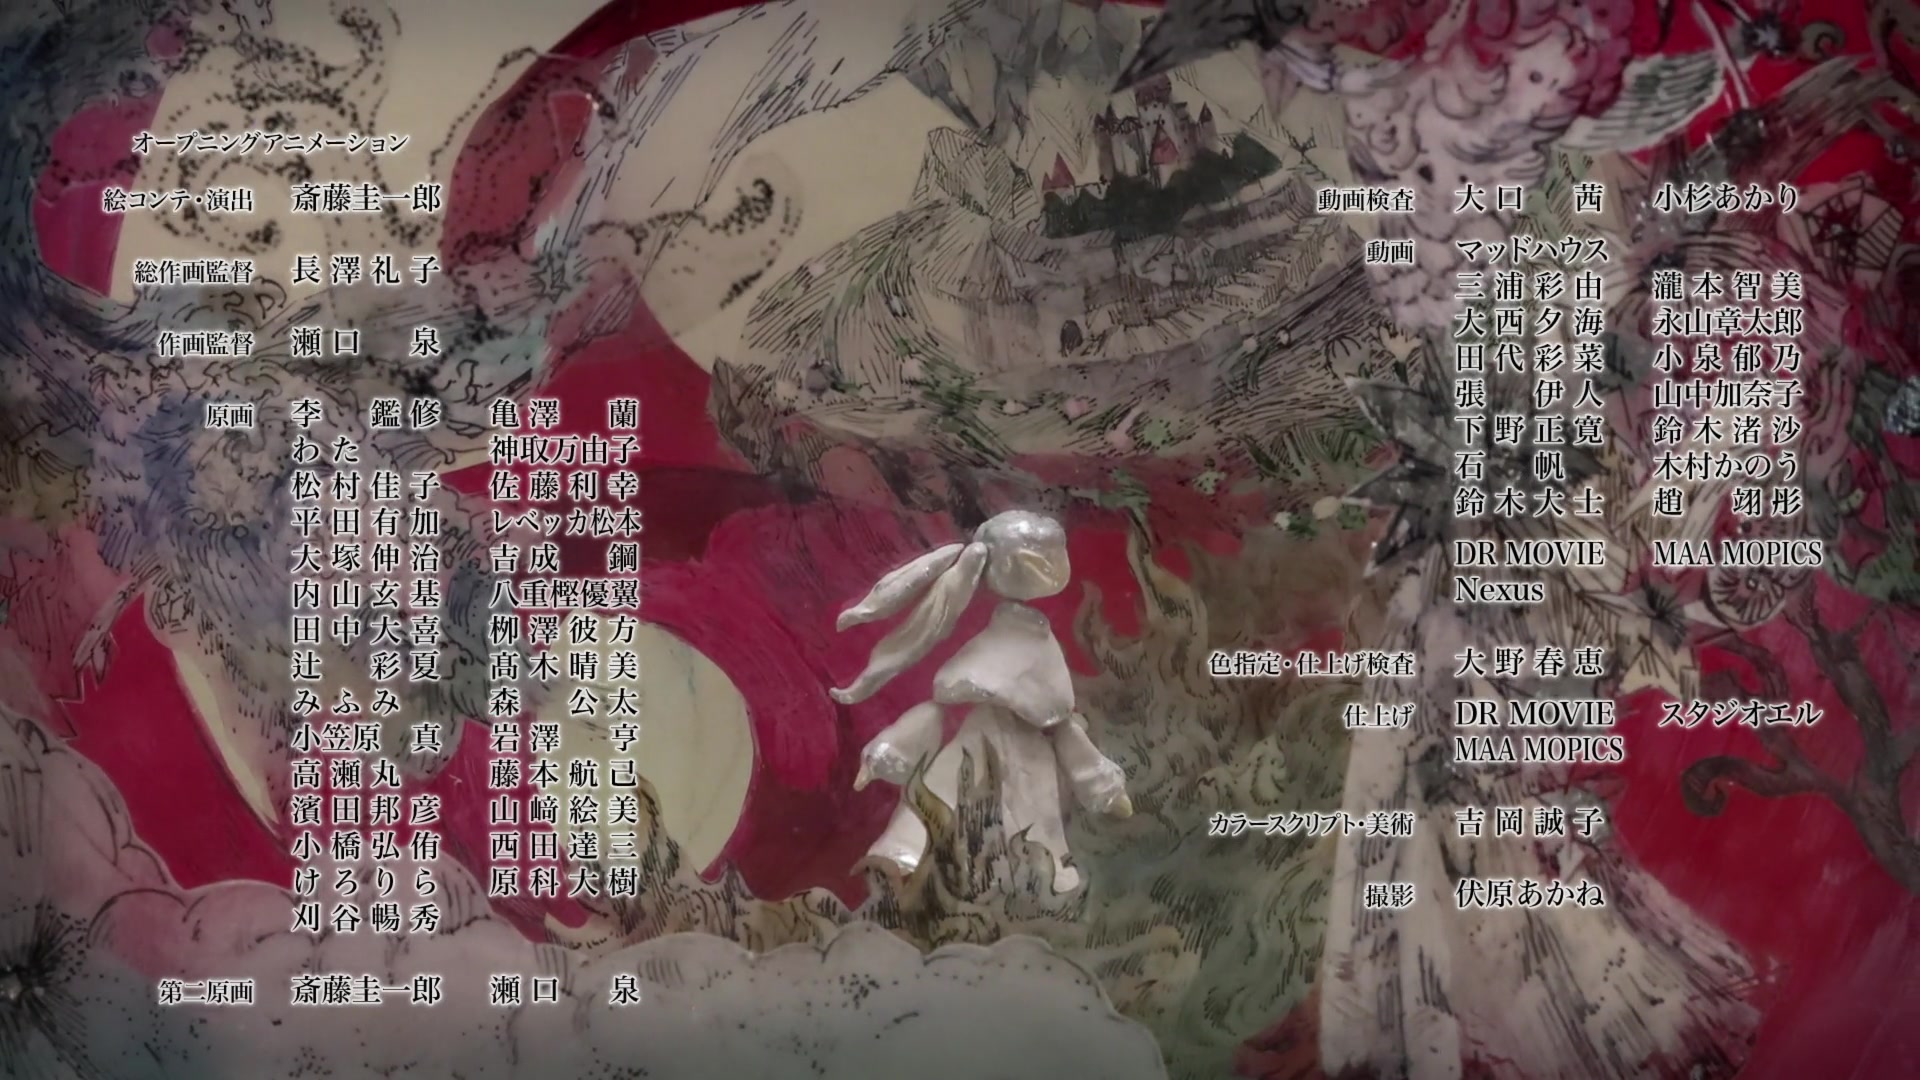 オープニングアニメーション
絵コンテ・演出 斎藤圭一郎
総作画監督 長澤礼子
作画監督 瀬口 泉
原画 李 鑑修 亀澤 蘭
わた 神取万由子
松村佳子 佐藤利幸
平田有加 レベッカ松本
大塚伸治 吉成 鋼
内山玄基 八重樫優翼
田中大喜 栁澤彼方
辻 彩夏 髙木晴美
みふみ 森 公太
小笠原 真 岩澤 亨
高瀬丸 藤本航己
濱田邦彦 山﨑絵美
小橋弘侑 西田達三
けろりら 原科大樹
刈谷暢秀
第二原画 斎藤圭一郎 瀬口 泉
動画検査 大口 茜 小杉あかり
動画 マッドハウス
三浦彩由 瀧本智美
大西夕海 永山章太郎
田代彩菜 小泉郁乃
張 伊人 山中加奈子
下野正寛 鈴木渚沙
石 帆 木村かのう
鈴木大士 趙 翊彤
DR MOVIE MAA MOPICS
Nexus
色指定・仕上げ検査 大野春恵
仕上げ DR MOVIE スタジオエル
MAA MOPICS
カラースクリプト・美術 吉岡誠子
撮影 伏原あかね